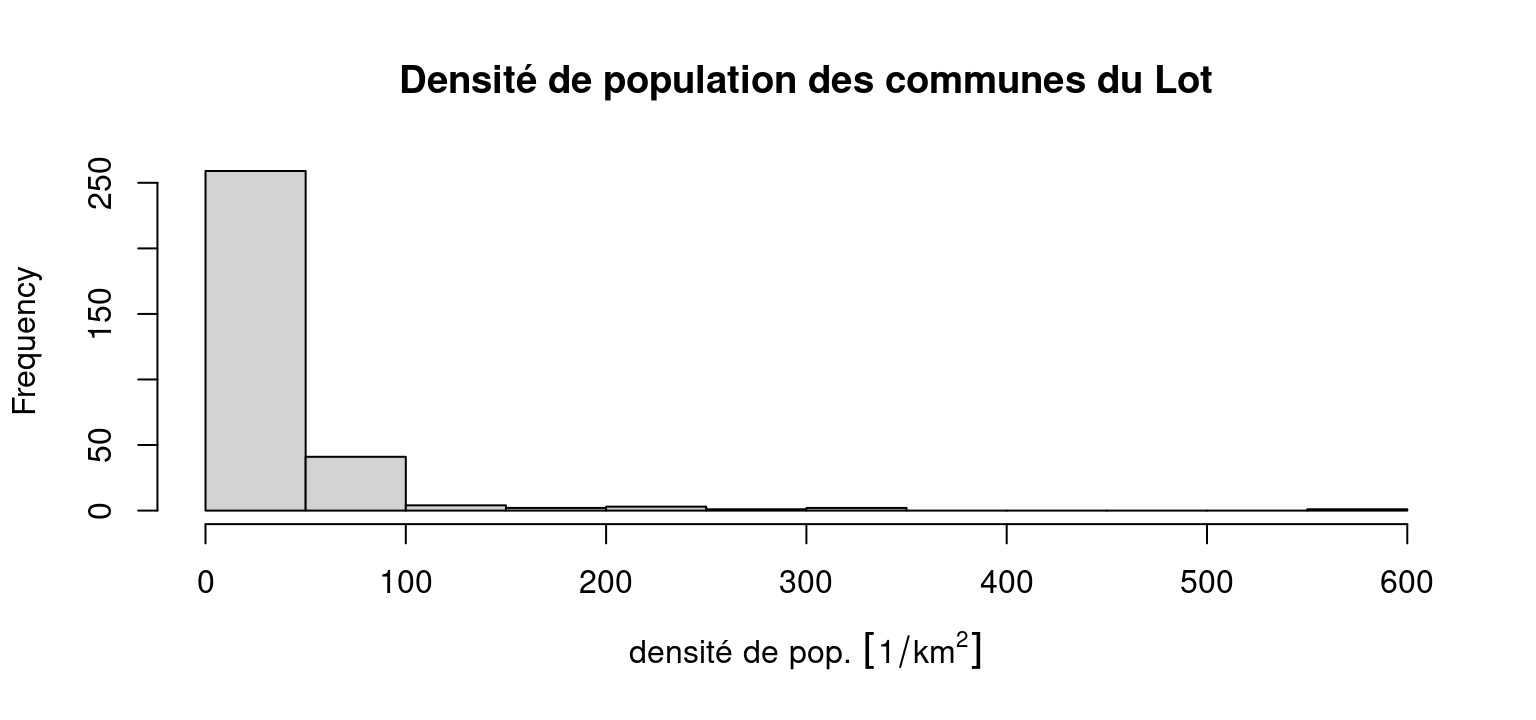 Densité de population des communes du Lot
Frequency
250
150
50
0
0 100 200 300 400 500 600
densité de pop. [1/km²]